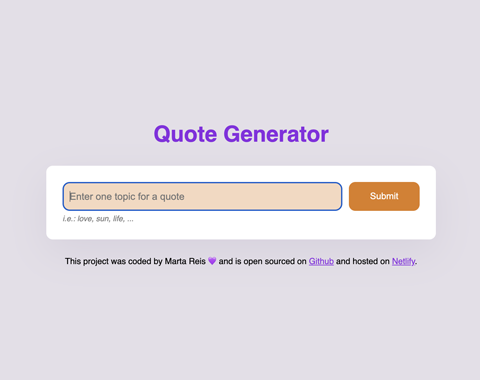 Quote Generator
Enter one topic for a quote
Submit
i.e.: love, sun, life, ...
This project was coded by Marta Reis 💜 and is open sourced on Github and hosted on Netlify.